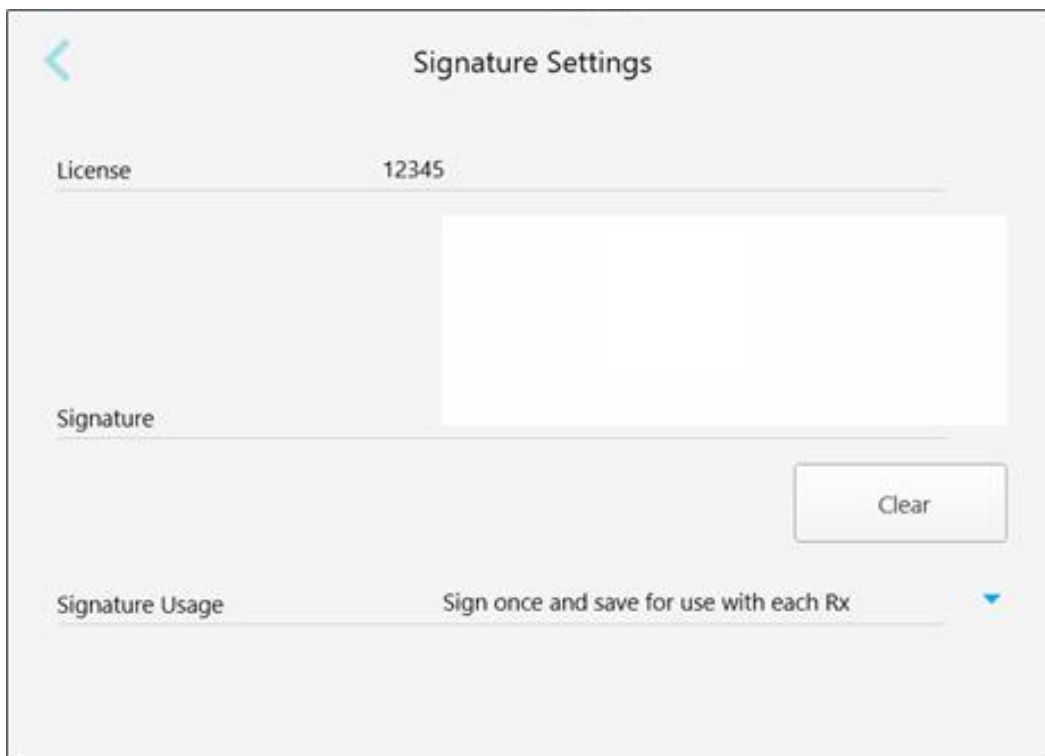 Signature Settings
License 12345
Signature
Clear
Signature Usage Sign once and save for use with each Rx